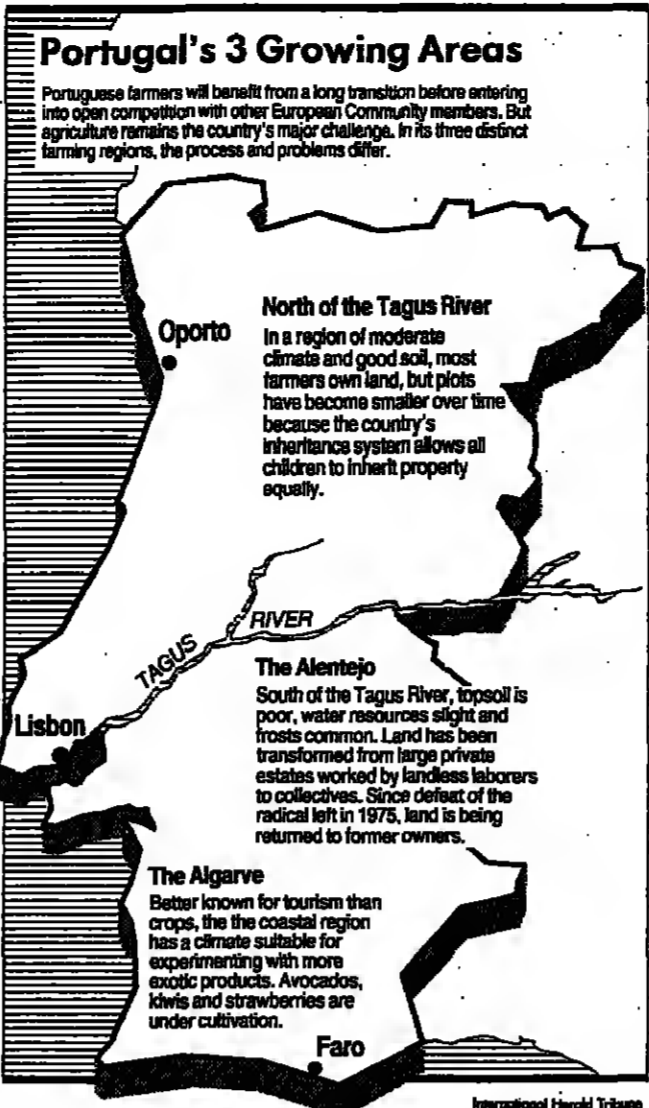 Portugal's 3 Growing Areas
Portuguese farmers will benefit from a long transition before entering
into open competition with other European Community members. But
agriculture remains the country's major challenge. In its three distinct
farming regions, the process and problems differ.
North of the Tagus River
Oporto
In a region of moderate
climate and good soil, most
farmers own land, but plots
have become smaller over time
because the country's
inheritance system allows all
children to inherit property
equally.
TAGUS RIVER
The Alentejo
South of the Tagus River, topsoil is
poor, water resources slight and
frosts common. Land has been
transformed from large private
estates worked by landless laborers
to collectives. Since defeat of the
radical left in 1975, land is being
returned to former owners.
Lisbon
The Algarve
Better known for tourism than
crops, the the coastal region
has a climate suitable for
experimenting with more
exotic products. Avocados,
kiwis and strawberries are
under cultivation.
Faro
International Herald Tribune